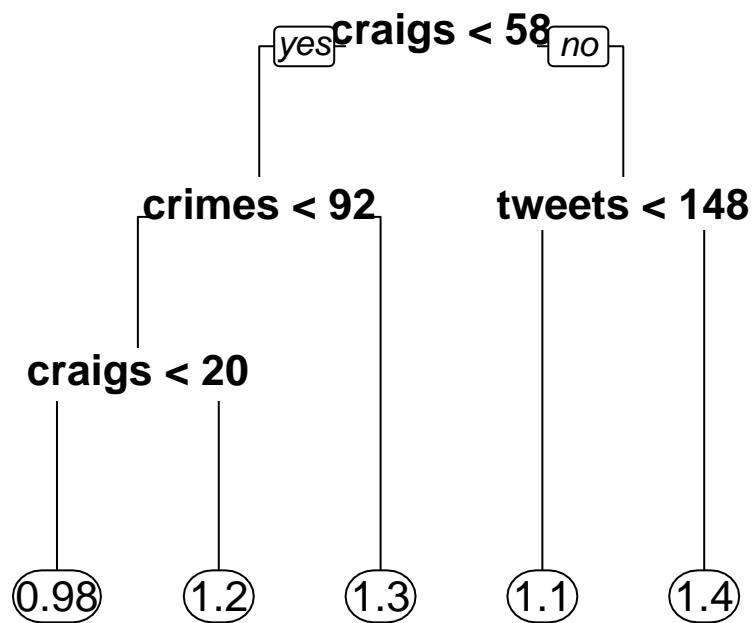 craigs < 58
yes
no
crimes < 92
tweets < 148
craigs < 20
0.98
1.2
1.3
1.1
1.4